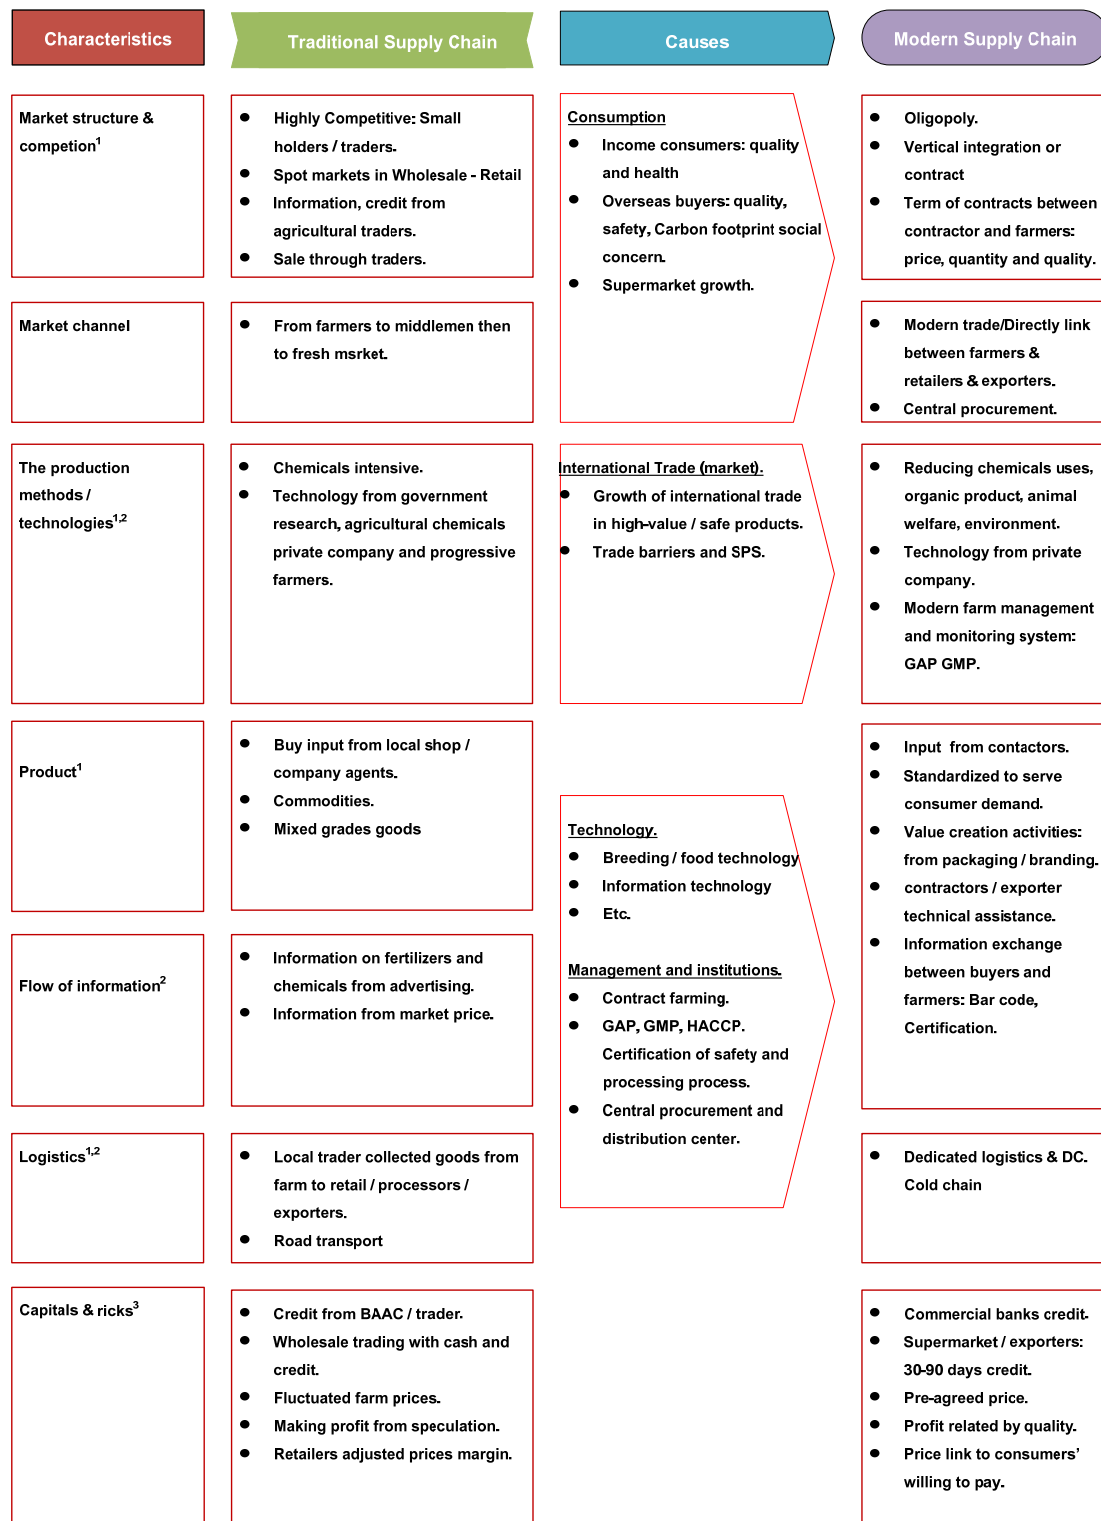 Characteristics
Traditional Supply Chain
Causes
Modern Supply Chain
Market structure &
competion1
● Highly Competitive: Small
holders / traders.
● Spot markets in Wholesale - Retail
● Information, credit from
agricultural traders.
● Sale through traders.
Consumption
● Income consumers: quality
and health
● Overseas buyers: quality,
safety, Carbon footprint social
concern.
● Supermarket growth.
● Oligopoly.
● Vertical integration or
contract
● Term of contracts between
contractor and farmers:
price, quantity and quality.
Market channel
● From farmers to middlemen then
to fresh msrket.
● Modern trade/Directly link
between farmers &
retailers & exporters.
● Central procurement.
The production
methods /
technologies1,2
● Chemicals intensive.
● Technology from government
research, agricultural chemicals
private company and progressive
farmers.
International Trade (market).
● Growth of international trade
in high-value / safe products.
● Trade barriers and SPS.
● Reducing chemicals uses,
organic product, animal
welfare, environment.
● Technology from private
company.
● Modern farm management
and monitoring system:
GAP GMP.
Product1
● Buy input from local shop /
company agents.
● Commodities.
● Mixed grades goods
Technology.
● Breeding / food technology
● Information technology
● Etc.
Management and institutions.
● Contract farming.
● GAP, GMP, HACCP.
Certification of safety and
processing process.
● Central procurement and
distribution center.
● Input from contactors.
● Standardized to serve
consumer demand.
● Value creation activities:
from packaging / branding.
● contractors / exporter
technical assistance.
● Information exchange
between buyers and
farmers: Bar code,
Certification.
Flow of information2
● Information on fertilizers and
chemicals from advertising.
● Information from market price.
Logistics1,2
● Local trader collected goods from
farm to retail / processors /
exporters.
● Road transport
● Dedicated logistics & DC.
Cold chain
Capitals & ricks3
● Credit from BAAC / trader.
● Wholesale trading with cash and
credit.
● Fluctuated farm prices.
● Making profit from speculation.
● Retailers adjusted prices margin.
● Commercial banks credit.
● Supermarket / exporters:
30-90 days credit.
● Pre-agreed price.
● Profit related by quality.
● Price link to consumers'
willing to pay.